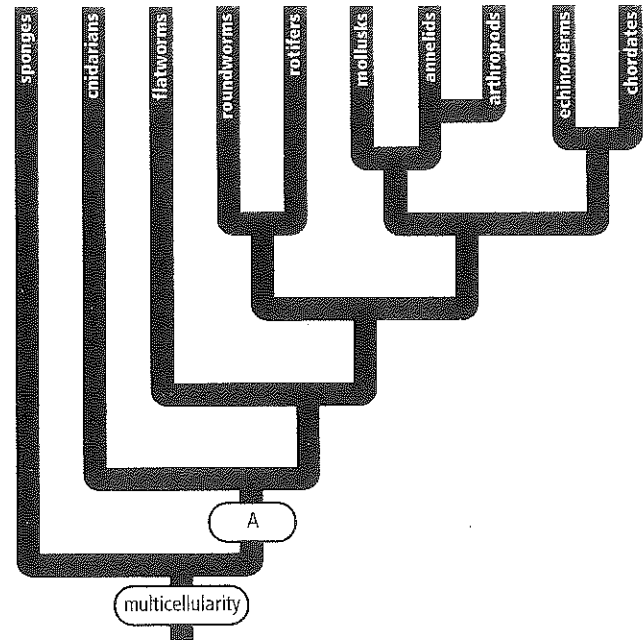 sponges
cnidarians
flatworms
roundworms
rotifers
mollusks
annelids
arthropods
echinoderms
chordates
A
multicellularity